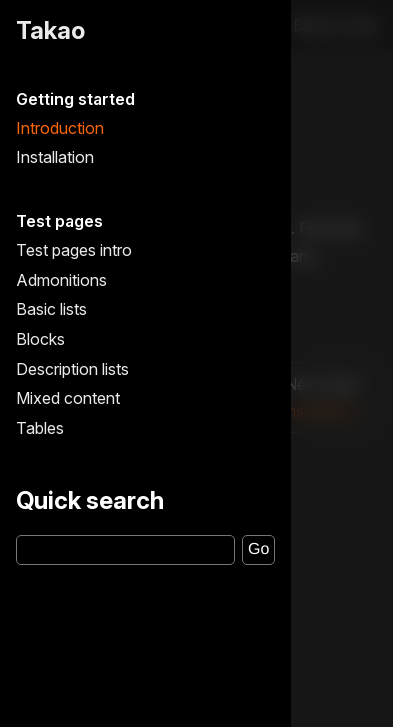 Takao
Getting started
Introduction
Installation
Test pages
Test pages intro
Admonitions
Basic lists
Blocks
Description lists
Mixed content
Tables
Quick search
Go